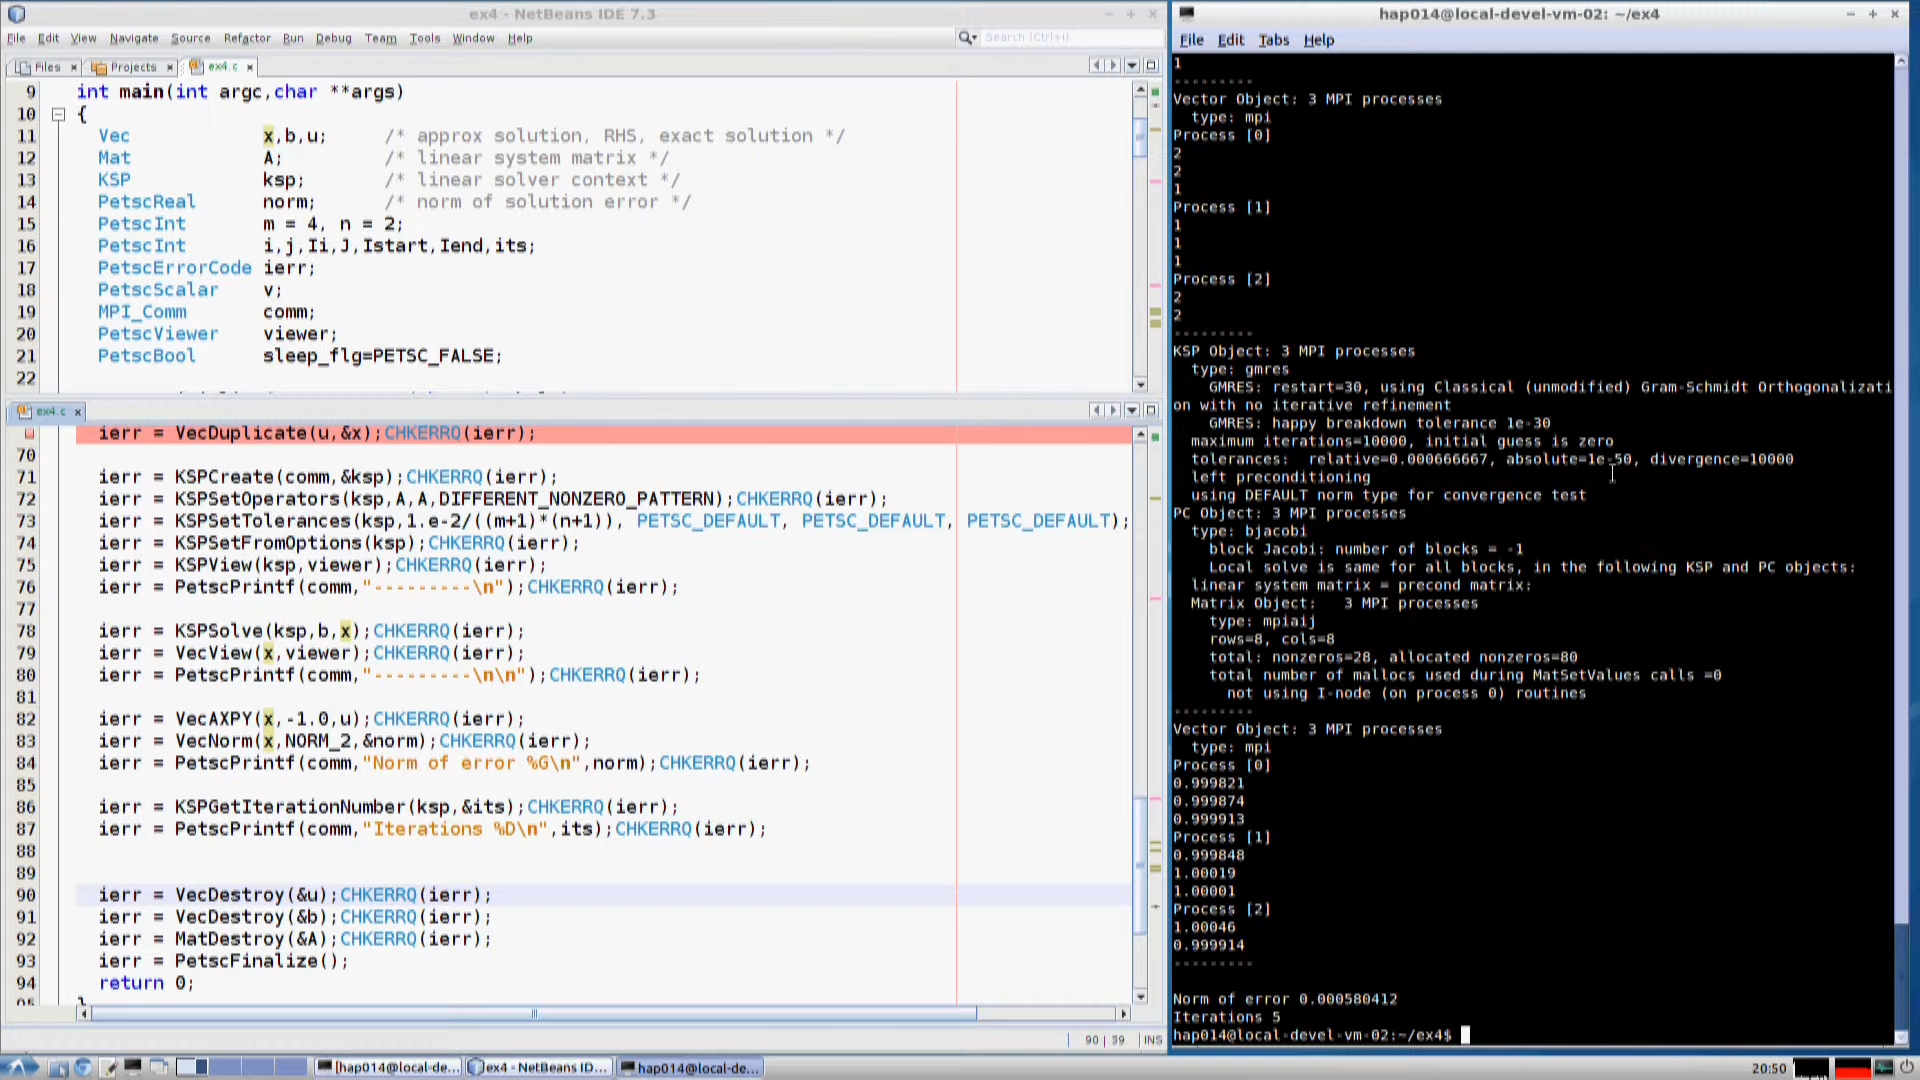 ex4 - NetBeans IDE 7.3
File Edit View Navigate Source Refactor Run Debug Team Tools Window Help
Search (Ctrl+I)
Files Projects ex4.c
9 int main(int argc,char **args)
10 {
11 Vec x,b,u; /* approx solution, RHS, exact solution */
12 Mat A; /* linear system matrix */
13 KSP ksp; /* linear solver context */
14 PetscReal norm; /* norm of solution error */
15 PetscInt m = 4, n = 2;
16 PetscInt i,j,Ii,J,Istart,Iend,its;
17 PetscErrorCode ierr;
18 PetscScalar v;
19 MPI_Comm comm;
20 PetscViewer viewer;
21 PetscBool sleep_flg=PETSC_FALSE;
22
ex4.c
ierr = VecDuplicate(u,&x);CHKERRQ(ierr);
70
71 ierr = KSPCreate(comm,&ksp);CHKERRQ(ierr);
72 ierr = KSPSetOperators(ksp,A,A,DIFFERENT_NONZERO_PATTERN);CHKERRQ(ierr);
73 ierr = KSPSetTolerances(ksp,1.e-2/((m+1)*(n+1)), PETSC_DEFAULT, PETSC_DEFAULT, PETSC_DEFAULT);
74 ierr = KSPSetFromOptions(ksp);CHKERRQ(ierr);
75 ierr = KSPView(ksp,viewer);CHKERRQ(ierr);
76 ierr = PetscPrintf(comm,"---------\n");CHKERRQ(ierr);
77
78 ierr = KSPSolve(ksp,b,x);CHKERRQ(ierr);
79 ierr = VecView(x,viewer);CHKERRQ(ierr);
80 ierr = PetscPrintf(comm,"---------\n\n");CHKERRQ(ierr);
81
82 ierr = VecAXPY(x,-1.0,u);CHKERRQ(ierr);
83 ierr = VecNorm(x,NORM_2,&norm);CHKERRQ(ierr);
84 ierr = PetscPrintf(comm,"Norm of error %G\n",norm);CHKERRQ(ierr);
85
86 ierr = KSPGetIterationNumber(ksp,&its);CHKERRQ(ierr);
87 ierr = PetscPrintf(comm,"Iterations %D\n",its);CHKERRQ(ierr);
88
89
90 ierr = VecDestroy(&u);CHKERRQ(ierr);
91 ierr = VecDestroy(&b);CHKERRQ(ierr);
92 ierr = MatDestroy(&A);CHKERRQ(ierr);
93 ierr = PetscFinalize();
94 return 0;
95 }
90 | 39 INS
hap014@local-devel-vm-02: ~/ex4
File Edit Tabs Help
1
---------
Vector Object: 3 MPI processes
type: mpi
Process [0]
2
2
1
Process [1]
1
1
1
Process [2]
2
2
---------
KSP Object: 3 MPI processes
type: gmres
GMRES: restart=30, using Classical (unmodified) Gram-Schmidt Orthogonalizati
on with no iterative refinement
GMRES: happy breakdown tolerance 1e-30
maximum iterations=10000, initial guess is zero
tolerances: relative=0.000666667, absolute=1e-50, divergence=10000
left preconditioning
using DEFAULT norm type for convergence test
PC Object: 3 MPI processes
type: bjacobi
block Jacobi: number of blocks = -1
Local solve is same for all blocks, in the following KSP and PC objects:
linear system matrix = precond matrix:
Matrix Object: 3 MPI processes
type: mpiaij
rows=8, cols=8
total: nonzeros=28, allocated nonzeros=80
total number of mallocs used during MatSetValues calls =0
not using I-node (on process 0) routines
---------
Vector Object: 3 MPI processes
type: mpi
Process [0]
0.999821
0.999874
0.999913
Process [1]
0.999848
1.00019
1.00001
Process [2]
1.00046
0.999914
---------
Norm of error 0.000580412
Iterations 5
hap014@local-devel-vm-02:~/ex4$
[hap014@local-de... ex4 - NetBeans ID... hap014@local-de...
20:50